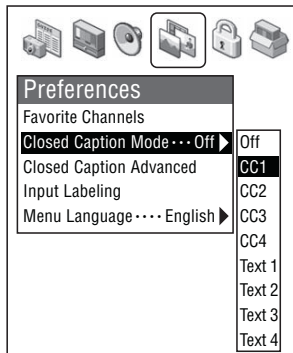 Preferences
Favorite Channels
Closed Caption Mode ··· Off
Closed Caption Advanced
Input Labeling
Menu Language ···· English
Off
CC1
CC2
CC3
CC4
Text 1
Text 2
Text 3
Text 4